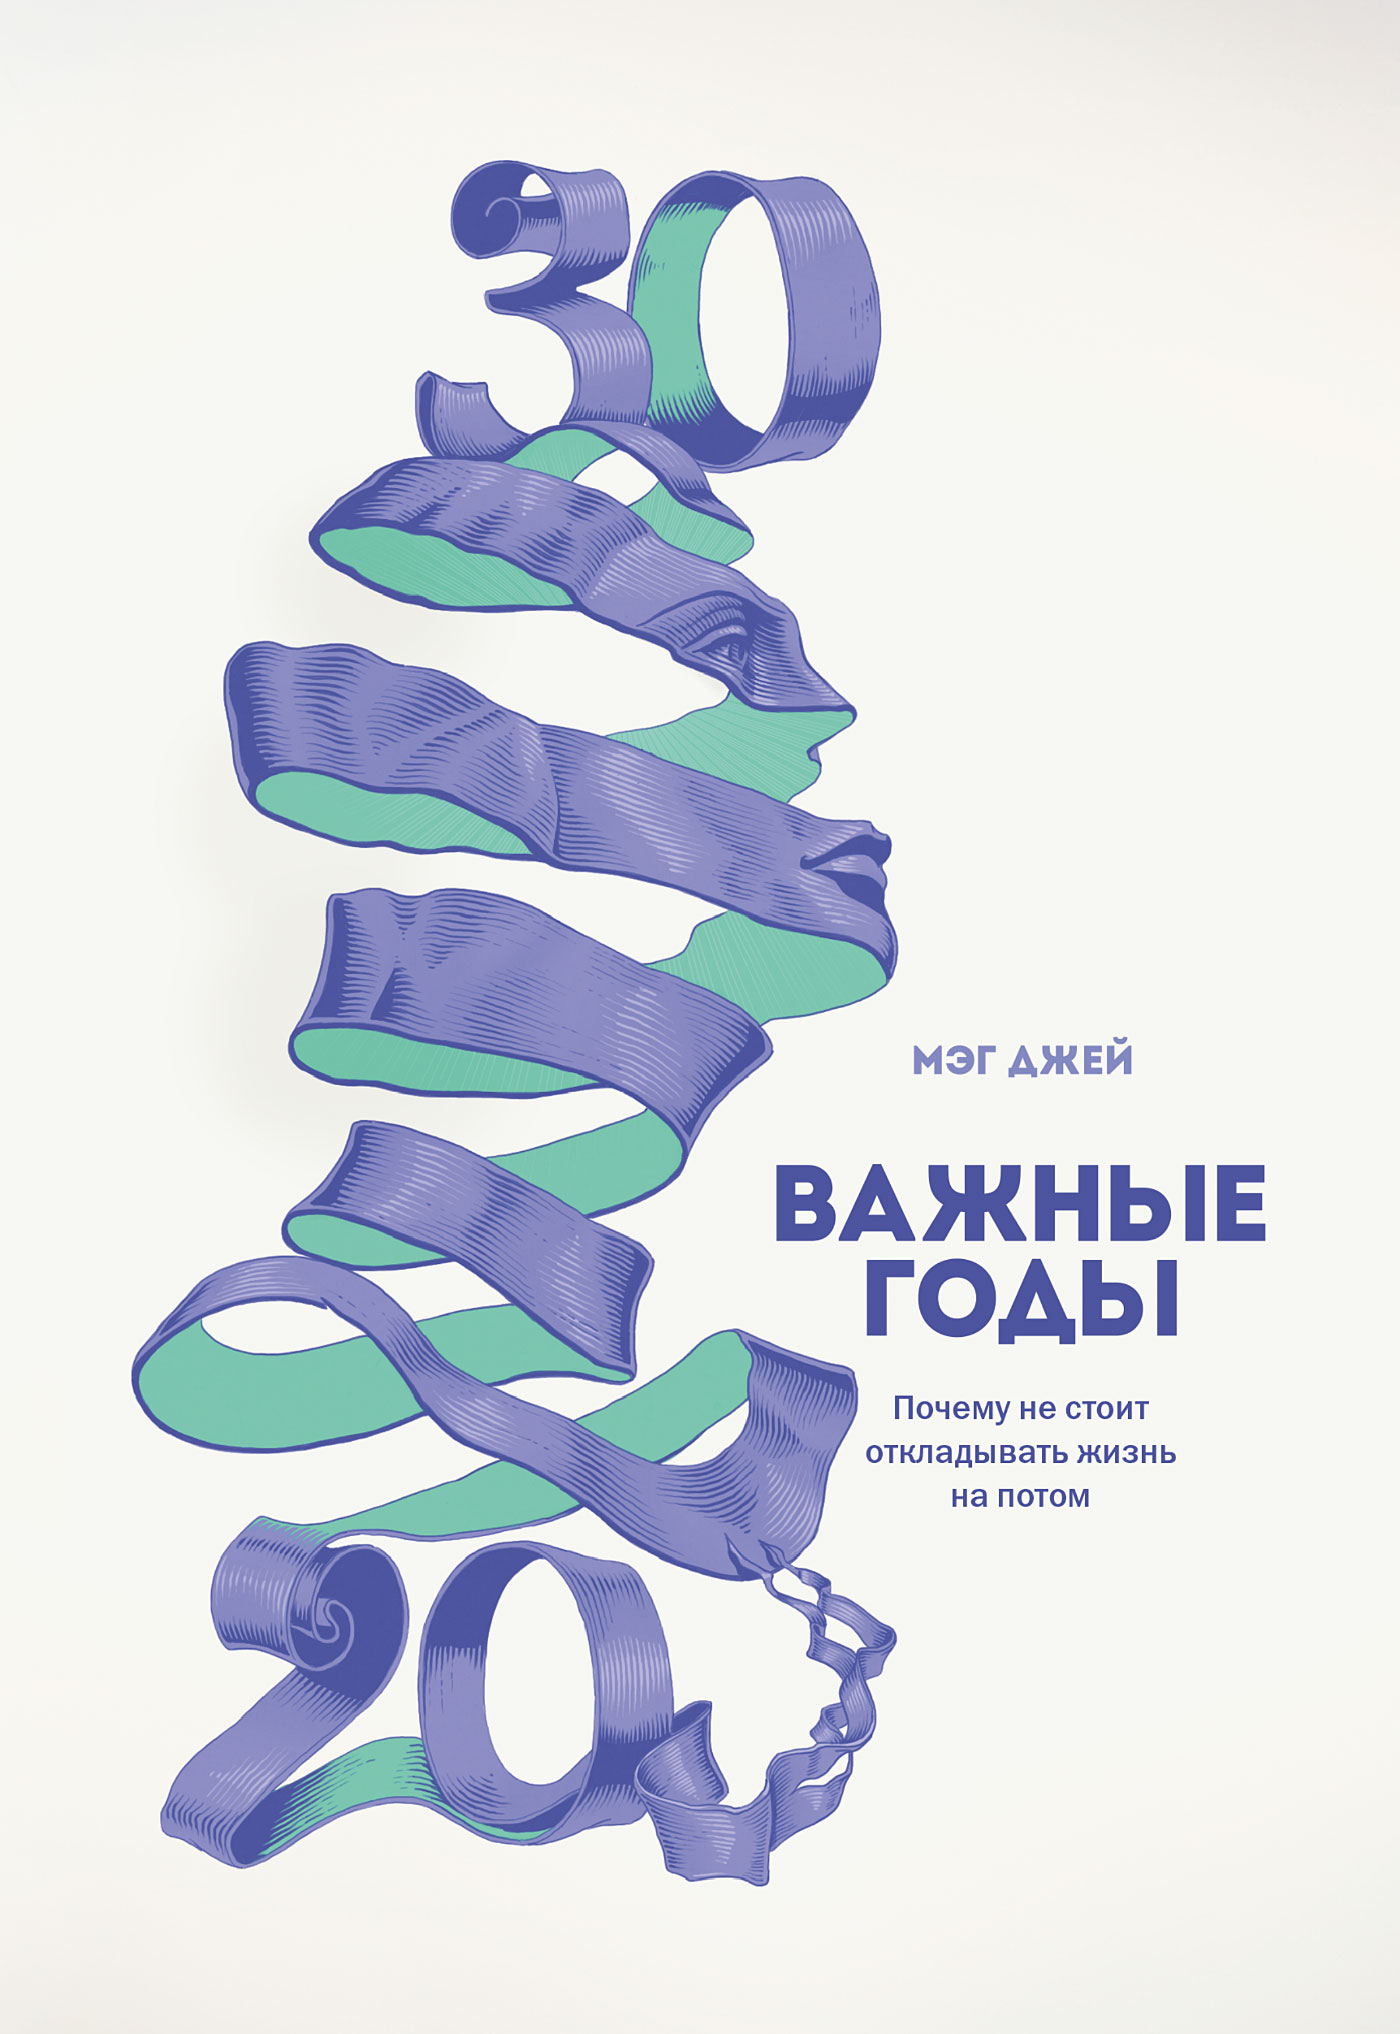 30
МЭГ ДЖЕЙ
ВАЖНЫЕ
ГОДЫ
Почему не стоит
откладывать жизнь
на потом
20